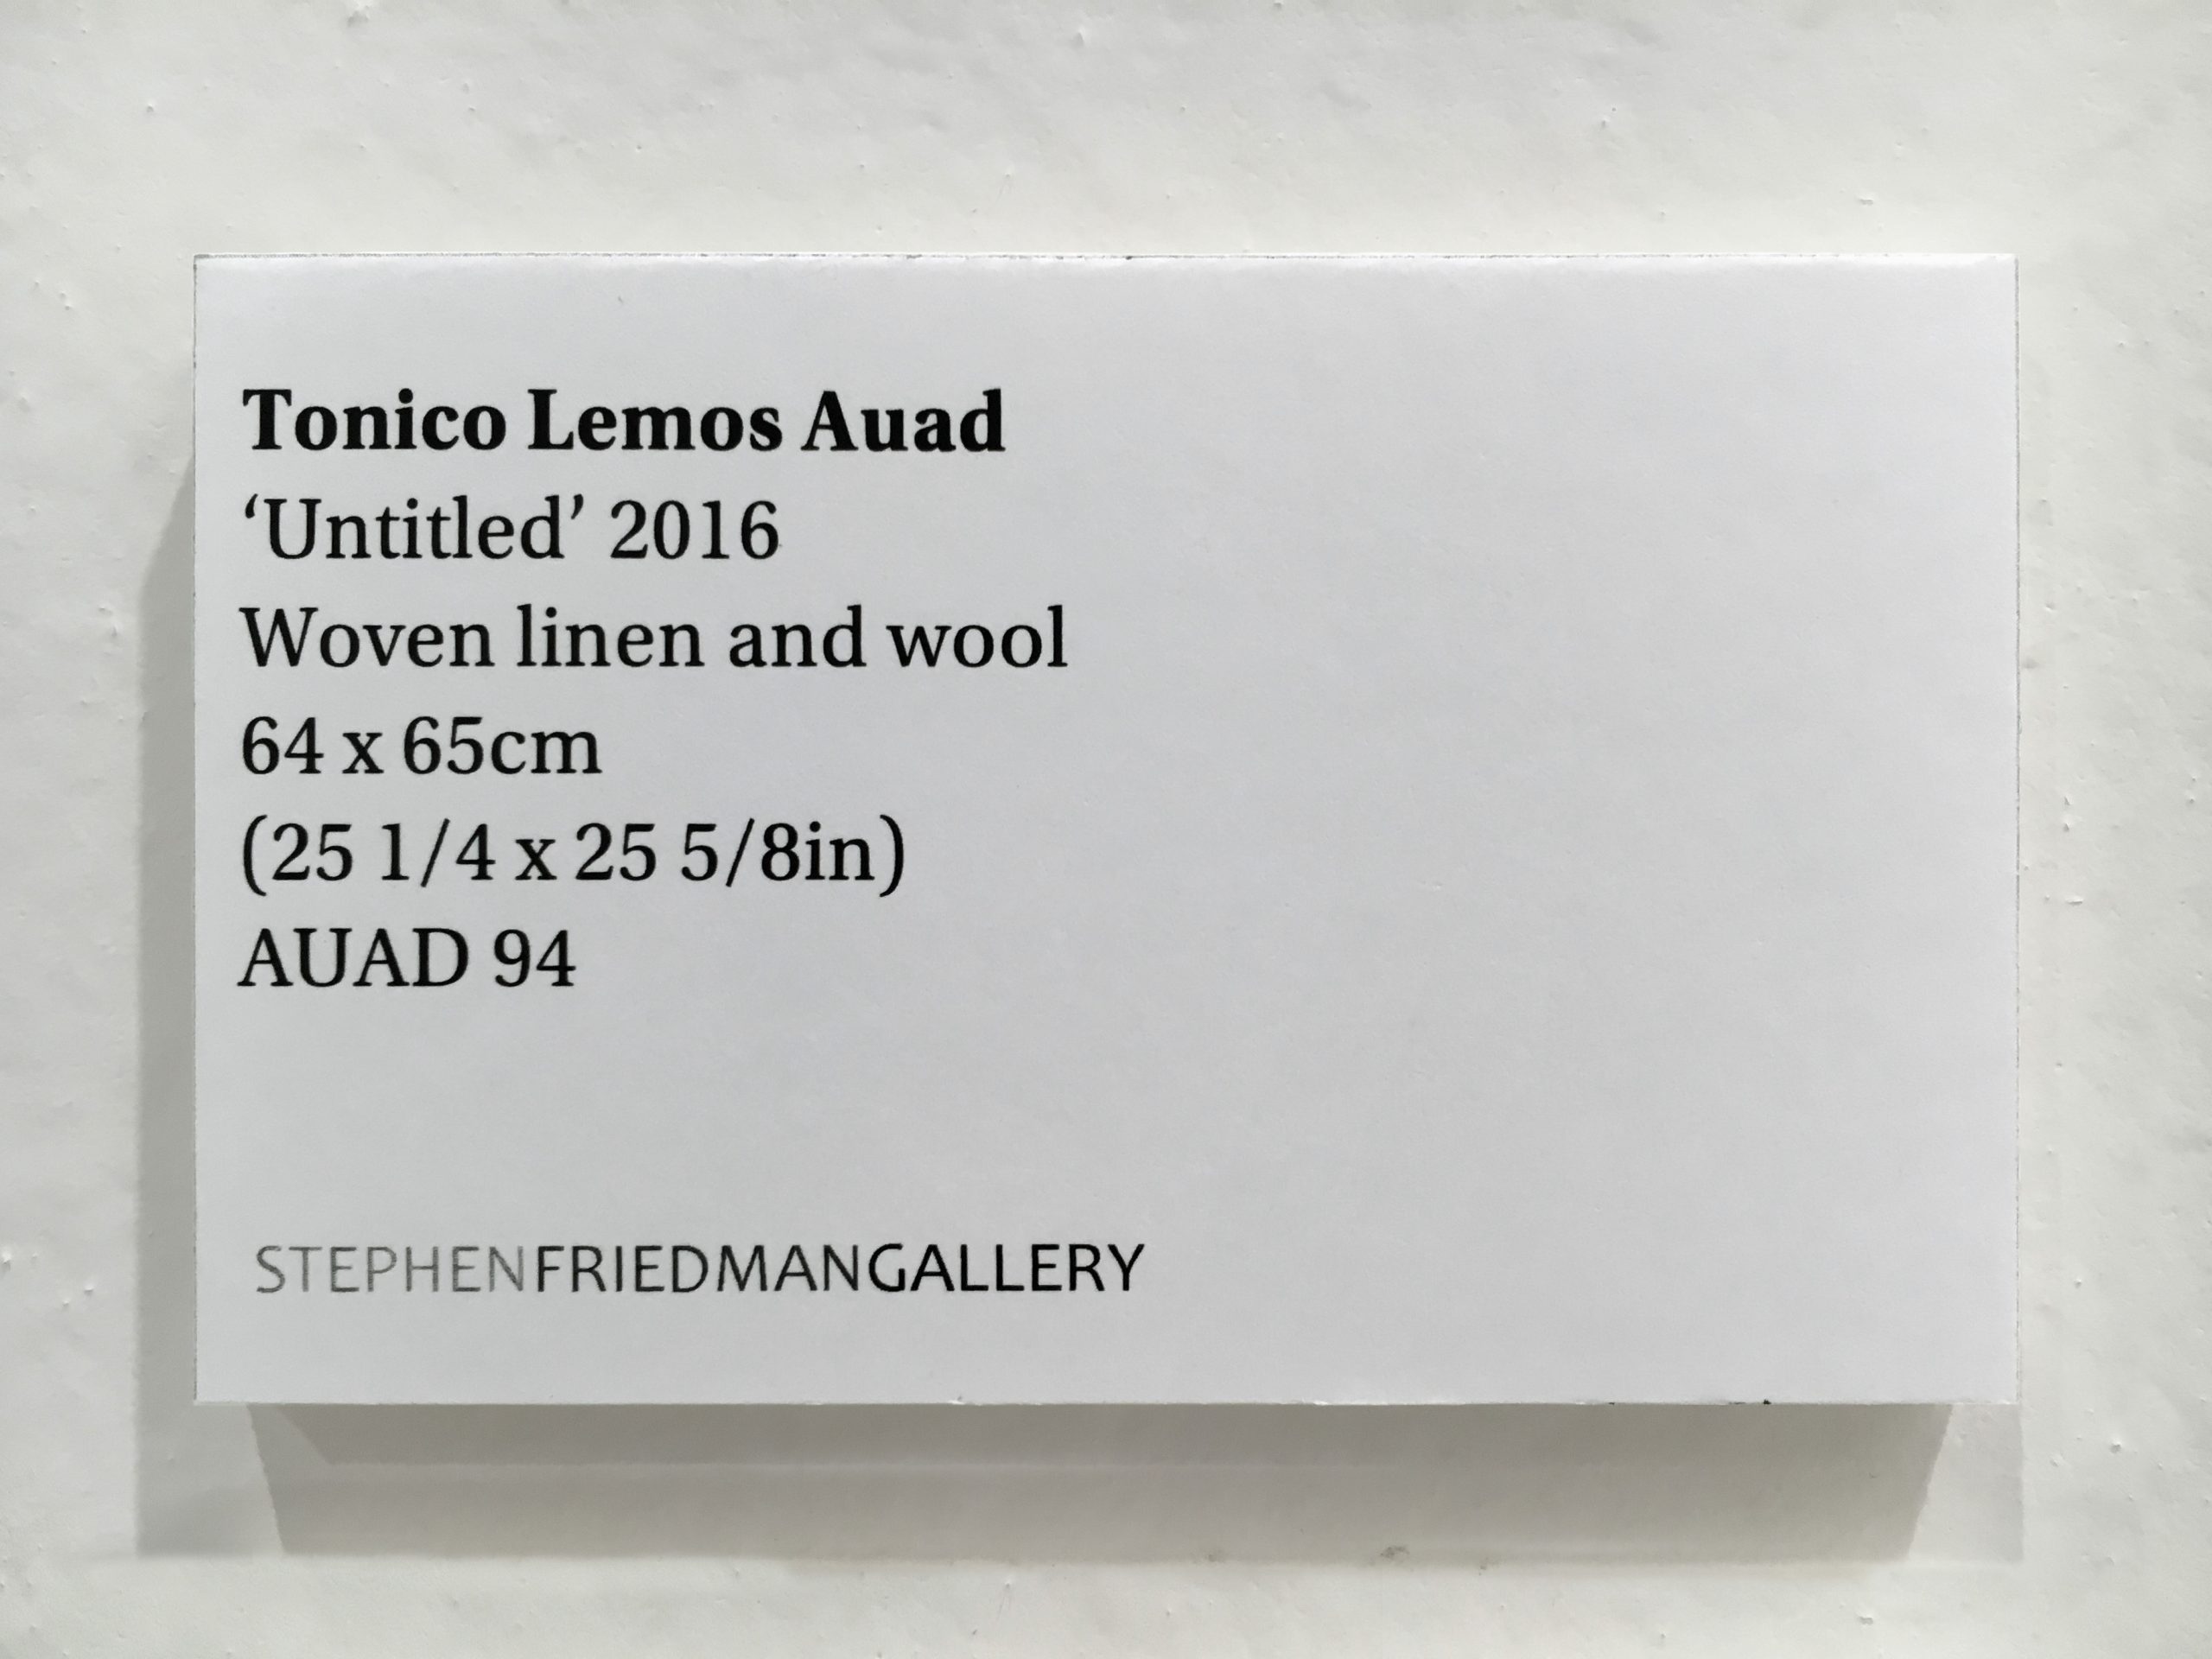 Tonico Lemos Auad
‘Untitled’ 2016
Woven linen and wool
64 x 65cm
(25 1/4 x 25 5/8in)
AUAD 94
STEPHENFRIEDMANGALLERY